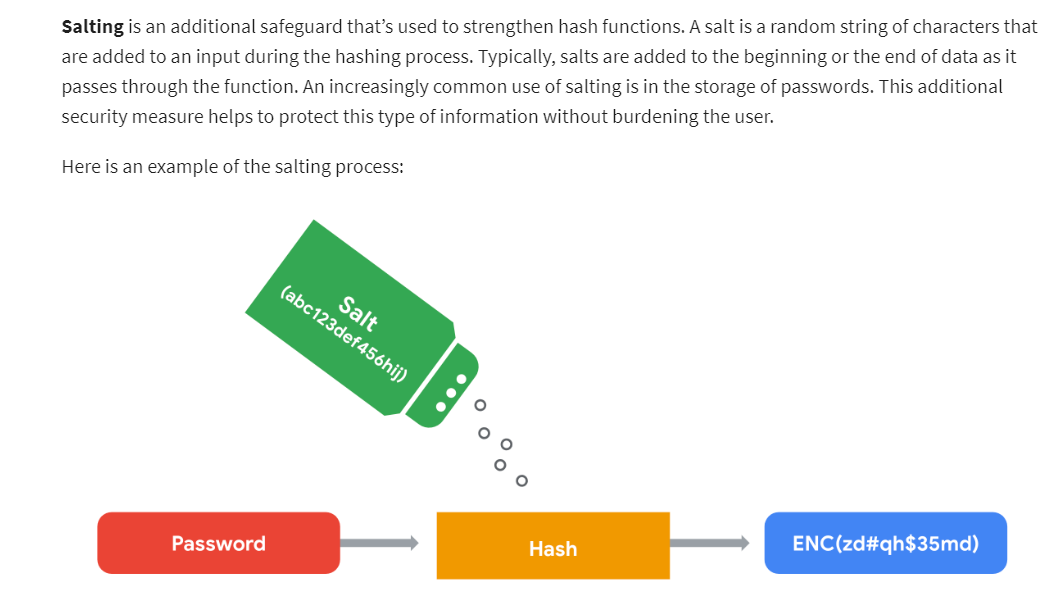 Salting is an additional safeguard that’s used to strengthen hash functions. A salt is a random string of characters that
are added to an input during the hashing process. Typically, salts are added to the beginning or the end of data as it
passes through the function. An increasingly common use of salting is in the storage of passwords. This additional
security measure helps to protect this type of information without burdening the user.
Here is an example of the salting process:
Salt
(abc123def456hij)
Password
Hash
ENC(zd#qh$35md)